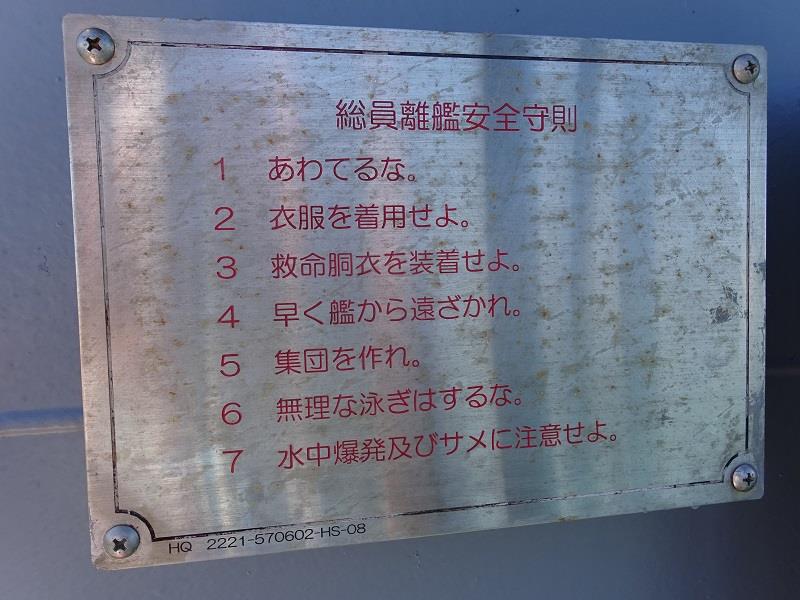 総員離艦安全守則
1 あわてるな。
2 衣服を着用せよ。
3 救命胴衣を装着せよ。
4 早く艦から遠ざかれ。
5 集団を作れ。
6 無理な泳ぎはするな。
7 水中爆発及びサメに注意せよ。
HQ 2221-570602-HS-08